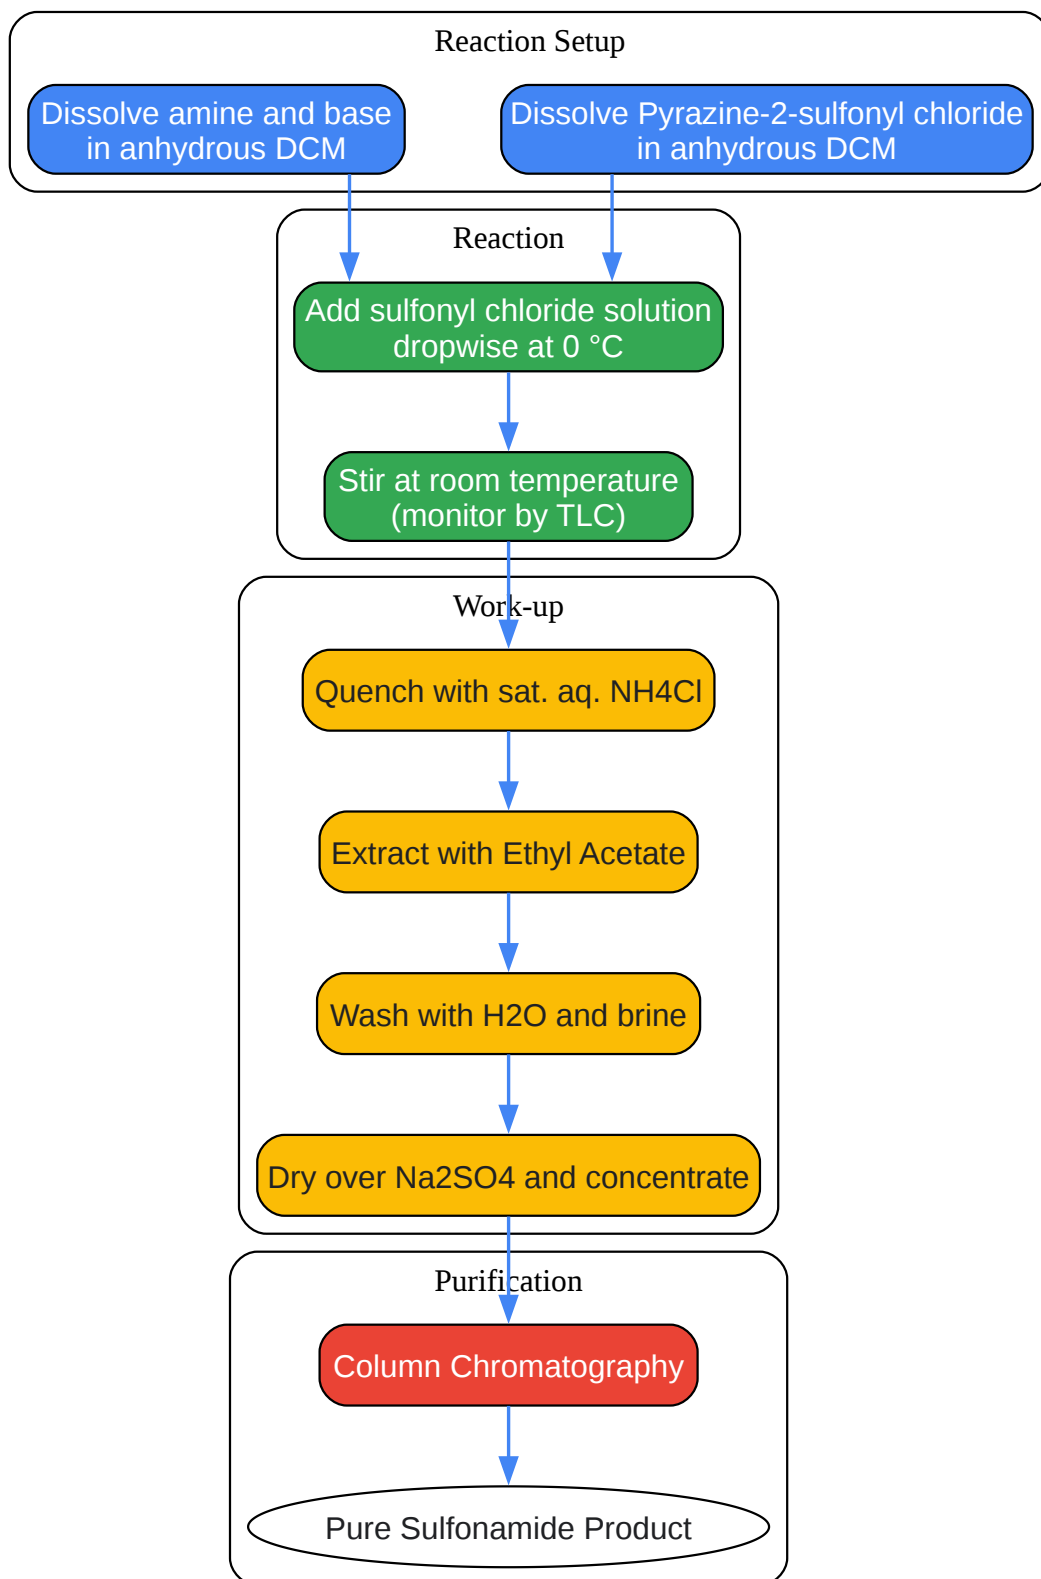 Reaction Setup
Dissolve amine and base
in anhydrous DCM
Dissolve Pyrazine-2-sulfonyl chloride
in anhydrous DCM
Reaction
Add sulfonyl chloride solution
dropwise at 0 °C
Stir at room temperature
(monitor by TLC)
Work-up
Quench with sat. aq. NH4Cl
Extract with Ethyl Acetate
Wash with H2O and brine
Dry over Na2SO4 and concentrate
Purification
Column Chromatography
Pure Sulfonamide Product